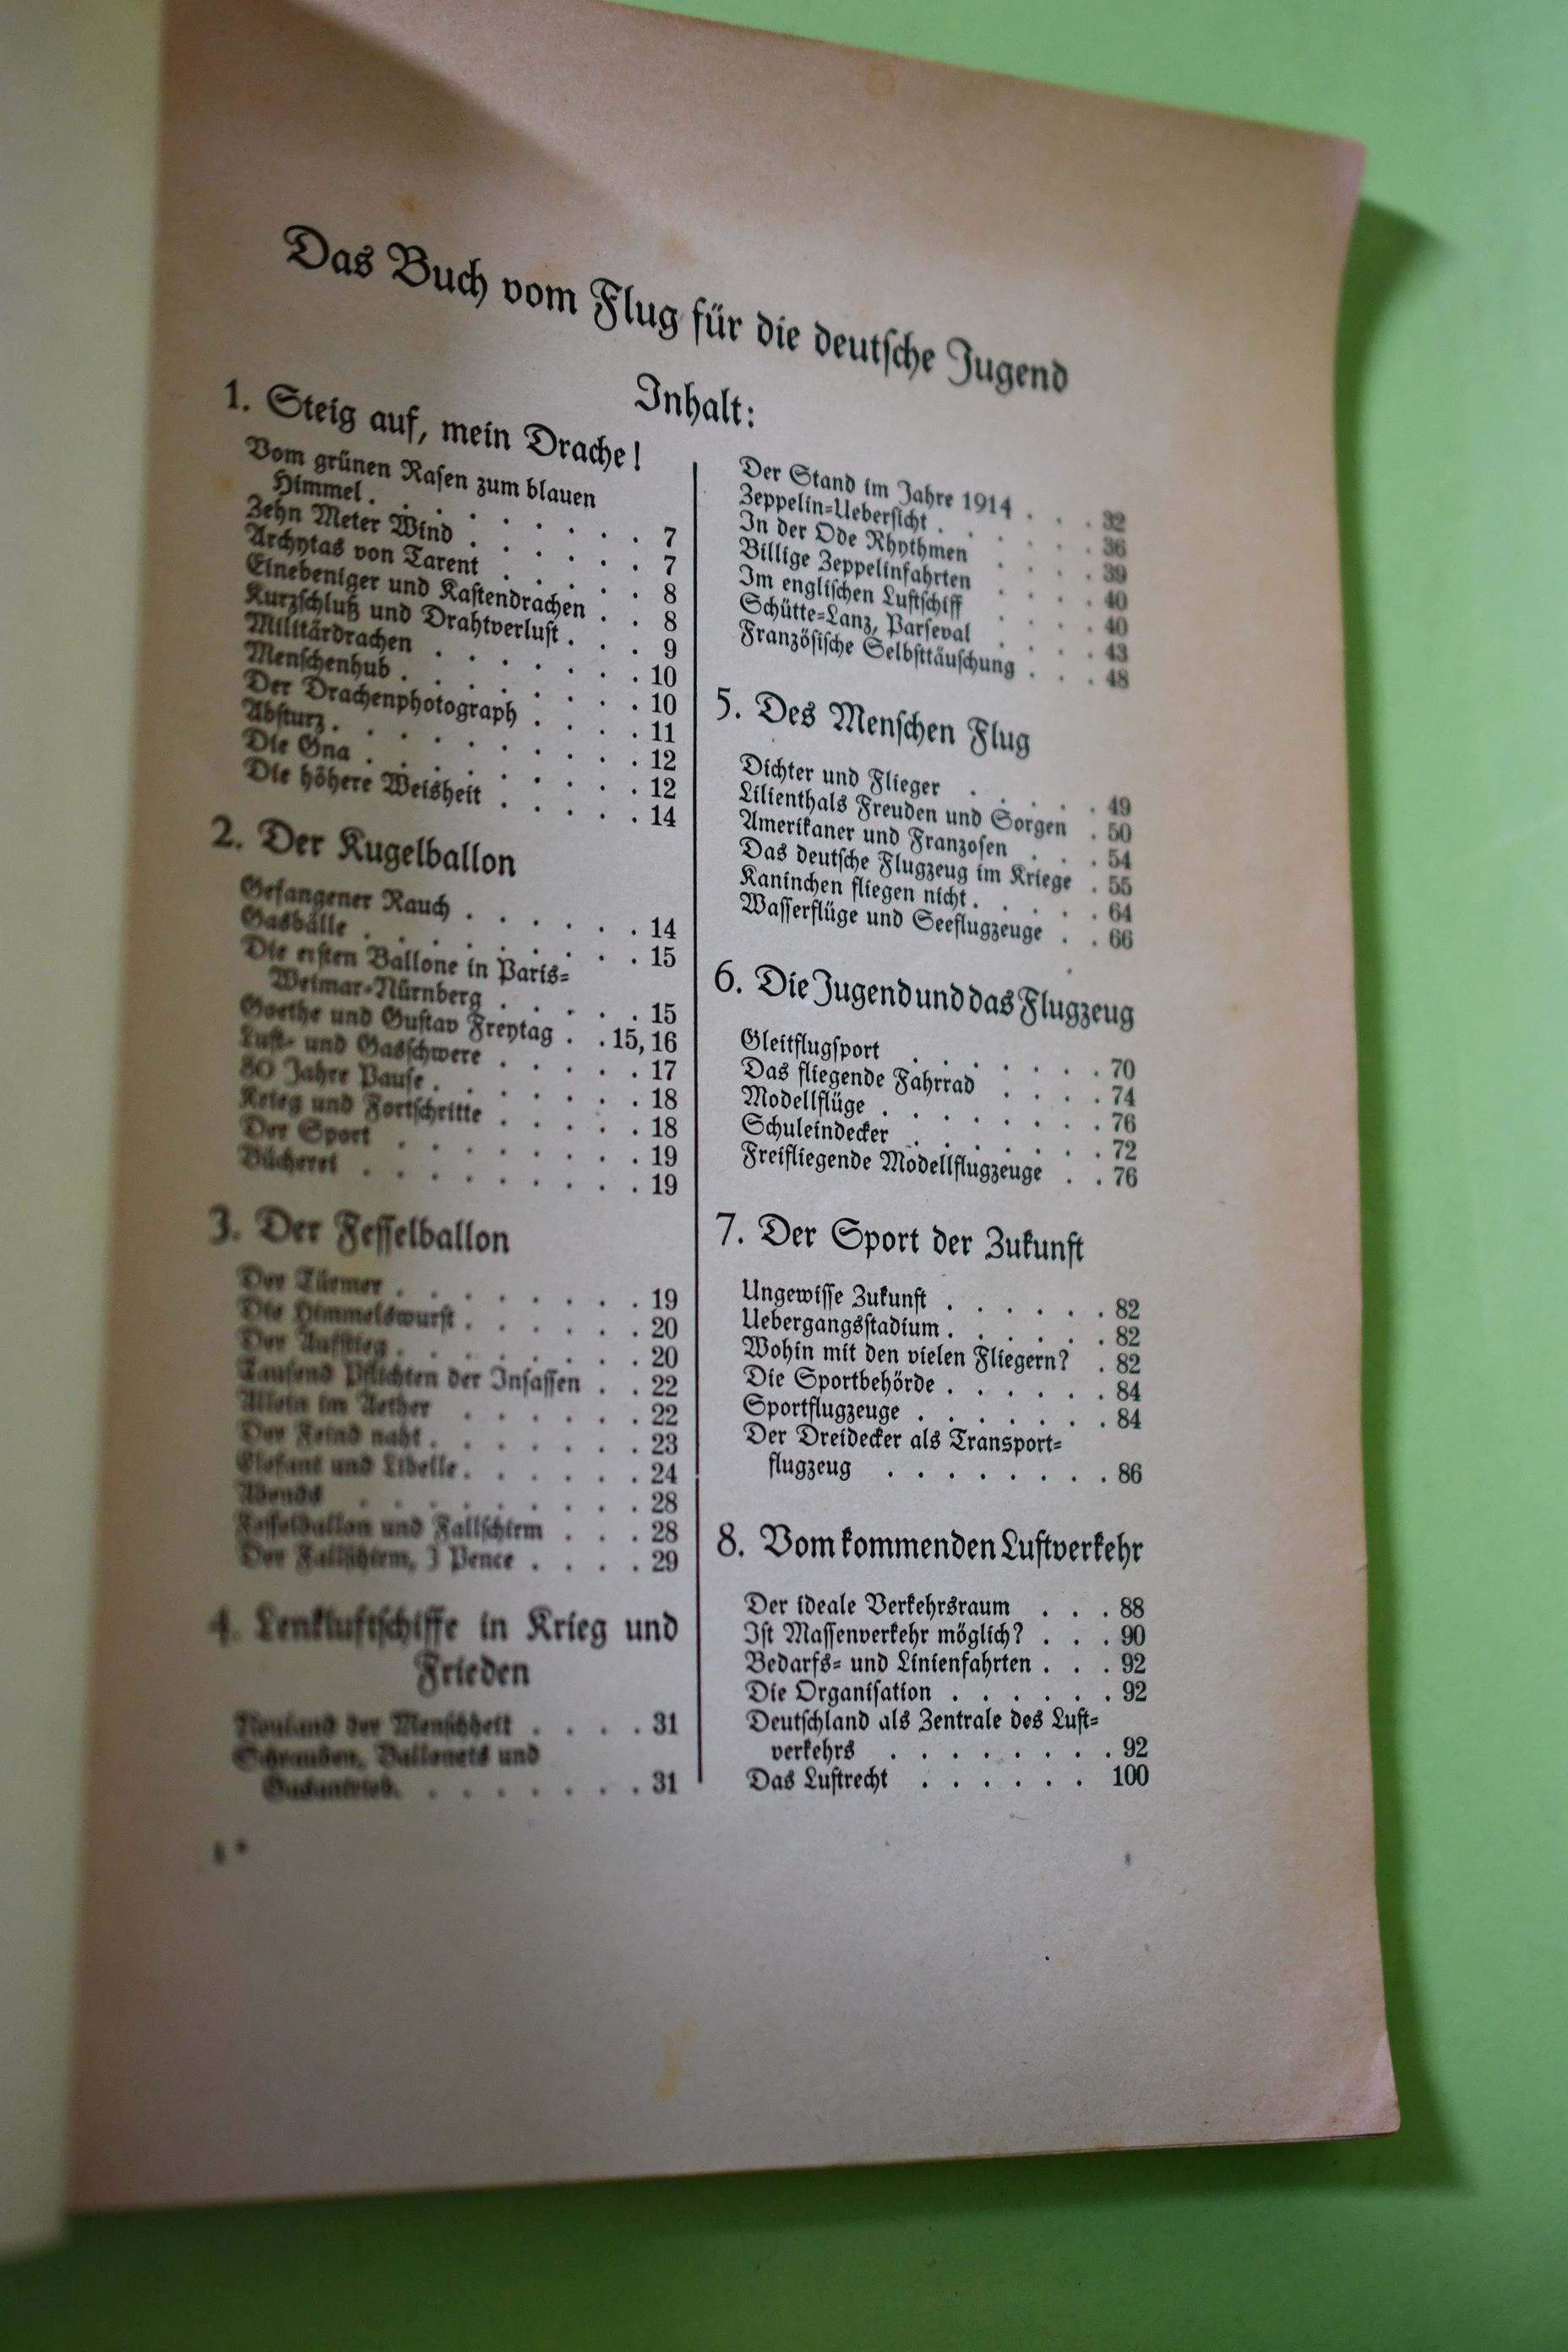 Das Buch vom Flug für die deutsche Jugend
Inhalt:
1. Steig auf, mein Drache!
Vom grünen Rasen zum blauen
Himmel . . . . . . . . . 7
Zehn Meter Wind . . . . . . 7
Archytas von Tarent . . . . . 8
Einebeniger und Kastendrachen . . 8
Kurzschluß und Drahtverlust . . . 9
Militärdrachen . . . . . . . 10
Menschenhub . . . . . . . . 10
Der Drachenphotograph . . . . 11
Absturz . . . . . . . . . . 12
Die Gna . . . . . . . . . 12
Die höhere Weisheit . . . . . 14
2. Der Kugelballon
Gefangener Rauch . . . . . . 14
Gasbälle . . . . . . . . . 15
Die ersten Ballone in Paris-
Weimar-Nürnberg . . . . . 15
Goethe und Gustav Freytag . . 15, 16
Luft- und Gasschwere . . . . . 17
80 Jahre Pause . . . . . . . 18
Krieg und Fortschritte . . . . . 18
Der Sport . . . . . . . . 19
Bücherei . . . . . . . . . 19
3. Der Fesselballon
Der Türmer . . . . . . . . 19
Die Himmelswurst . . . . . . 20
Der Aufstieg . . . . . . . . 20
Tausend Pflichten der Insassen . . 22
Allein im Aether . . . . . . 22
Der Feind naht . . . . . . . 23
Elefant und Libelle . . . . . . 24
Abends . . . . . . . . . 28
Fesselballon und Fallschirm . . . 28
Der Fallschirm, 3 Pence . . . . 29
4. Lenkluftschiffe in Krieg und
Frieden
Neuland der Menschheit . . . . 31
Schrauben, Ballonets und
. . . . . . . 31
Der Stand im Jahre 1914 . . . 32
Zeppelin-Uebersicht . . . . . . 36
In der Ode Rhythmen . . . . 39
Billige Zeppelinfahrten . . . . 40
Im englischen Luftschiff . . . . 40
Schütte-Lanz, Parseval . . . . 43
Französische Selbsttäuschung . . . 48
5. Des Menschen Flug
Dichter und Flieger . . . . . 49
Lilienthals Freuden und Sorgen . 50
Amerikaner und Franzosen . . . 54
Das deutsche Flugzeug im Kriege . 55
Kaninchen fliegen nicht . . . . . 64
Wasserflüge und Seeflugzeuge . . 66
6. Die Jugend und das Flugzeug
Gleitflugsport . . . . . . . 70
Das fliegende Fahrrad . . . . 74
Modellflüge . . . . . . . . 76
Schuleindecker . . . . . . . 72
Freifliegende Modellflugzeuge . . 76
7. Der Sport der Zukunft
Ungewisse Zukunft . . . . . . 82
Uebergangsstadium . . . . . . 82
Wohin mit den vielen Fliegern? . 82
Die Sportbehörde . . . . . . 84
Sportflugzeuge . . . . . . . 84
Der Dreidecker als Transport-
flugzeug . . . . . . . . 86
8. Vom kommenden Luftverkehr
Der ideale Verkehrsraum . . . 88
Ist Massenverkehr möglich? . . . 90
Bedarfs- und Linienfahrten . . . 92
Die Organisation . . . . . . 92
Deutschland als Zentrale des Luft-
verkehrs . . . . . . . . 92
Das Luftrecht . . . . . . 100